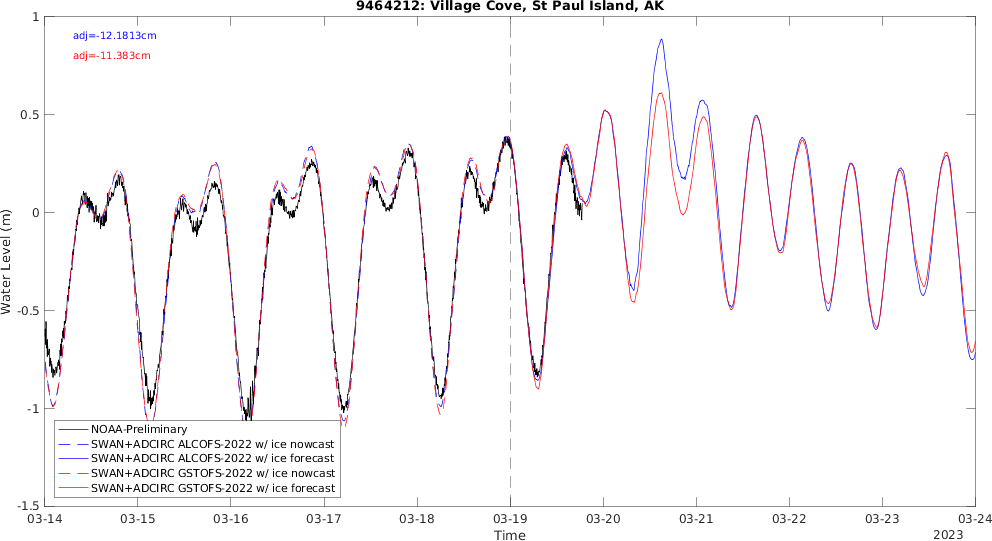 9464212: Village Cove, St Paul Island, AK
adj=-12.1813cm
adj=-11.383cm
Water Level (m)
1
0.5
0
-0.5
-1
-1.5
NOAA-Preliminary
SWAN+ADCIRC ALCOFS-2022 w/ ice nowcast
SWAN+ADCIRC ALCOFS-2022 w/ ice forecast
SWAN+ADCIRC GSTOFS-2022 w/ ice nowcast
SWAN+ADCIRC GSTOFS-2022 w/ ice forecast
03-14 03-15 03-16 03-17 03-18 03-19 03-20 03-21 03-22 03-23 03-24
Time
2023